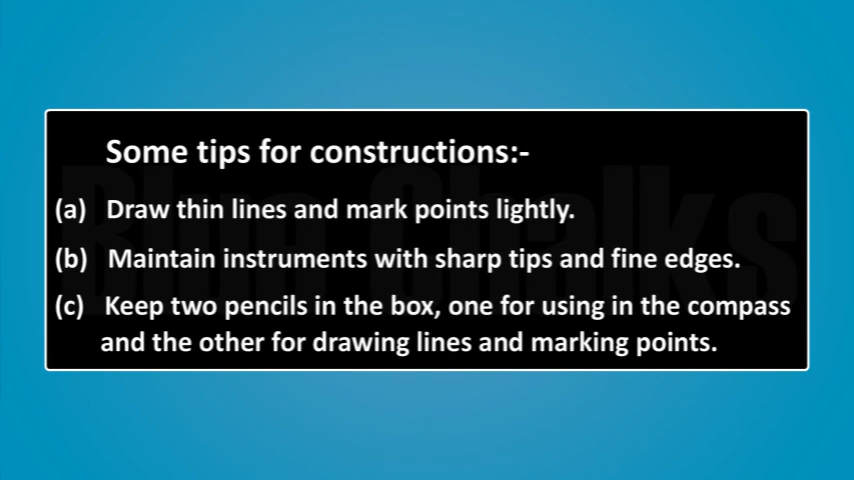 Some tips for constructions:-
(a) Draw thin lines and mark points lightly.
(b) Maintain instruments with sharp tips and fine edges.
(c) Keep two pencils in the box, one for using in the compass
and the other for drawing lines and marking points.
Blue Chalks